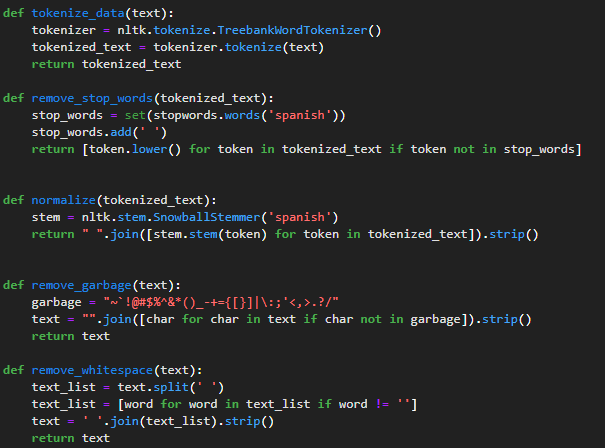 def tokenize_data(text):
    tokenizer = nltk.tokenize.TreebankWordTokenizer()
    tokenized_text = tokenizer.tokenize(text)
    return tokenized_text

def remove_stop_words(tokenized_text):
    stop_words = set(stopwords.words('spanish'))
    stop_words.add(' ')
    return [token.lower() for token in tokenized_text if token not in stop_words]


def normalize(tokenized_text):
    stem = nltk.stem.SnowballStemmer('spanish')
    return " ".join([stem.stem(token) for token in tokenized_text]).strip()


def remove_garbage(text):
    garbage = "~`!@#$%^&*()_-+={[}]|\:;'<,>.?/"
    text = "".join([char for char in text if char not in garbage]).strip()
    return text

def remove_whitespace(text):
    text_list = text.split(' ')
    text_list = [word for word in text_list if word != '']
    text = ' '.join(text_list).strip()
    return text